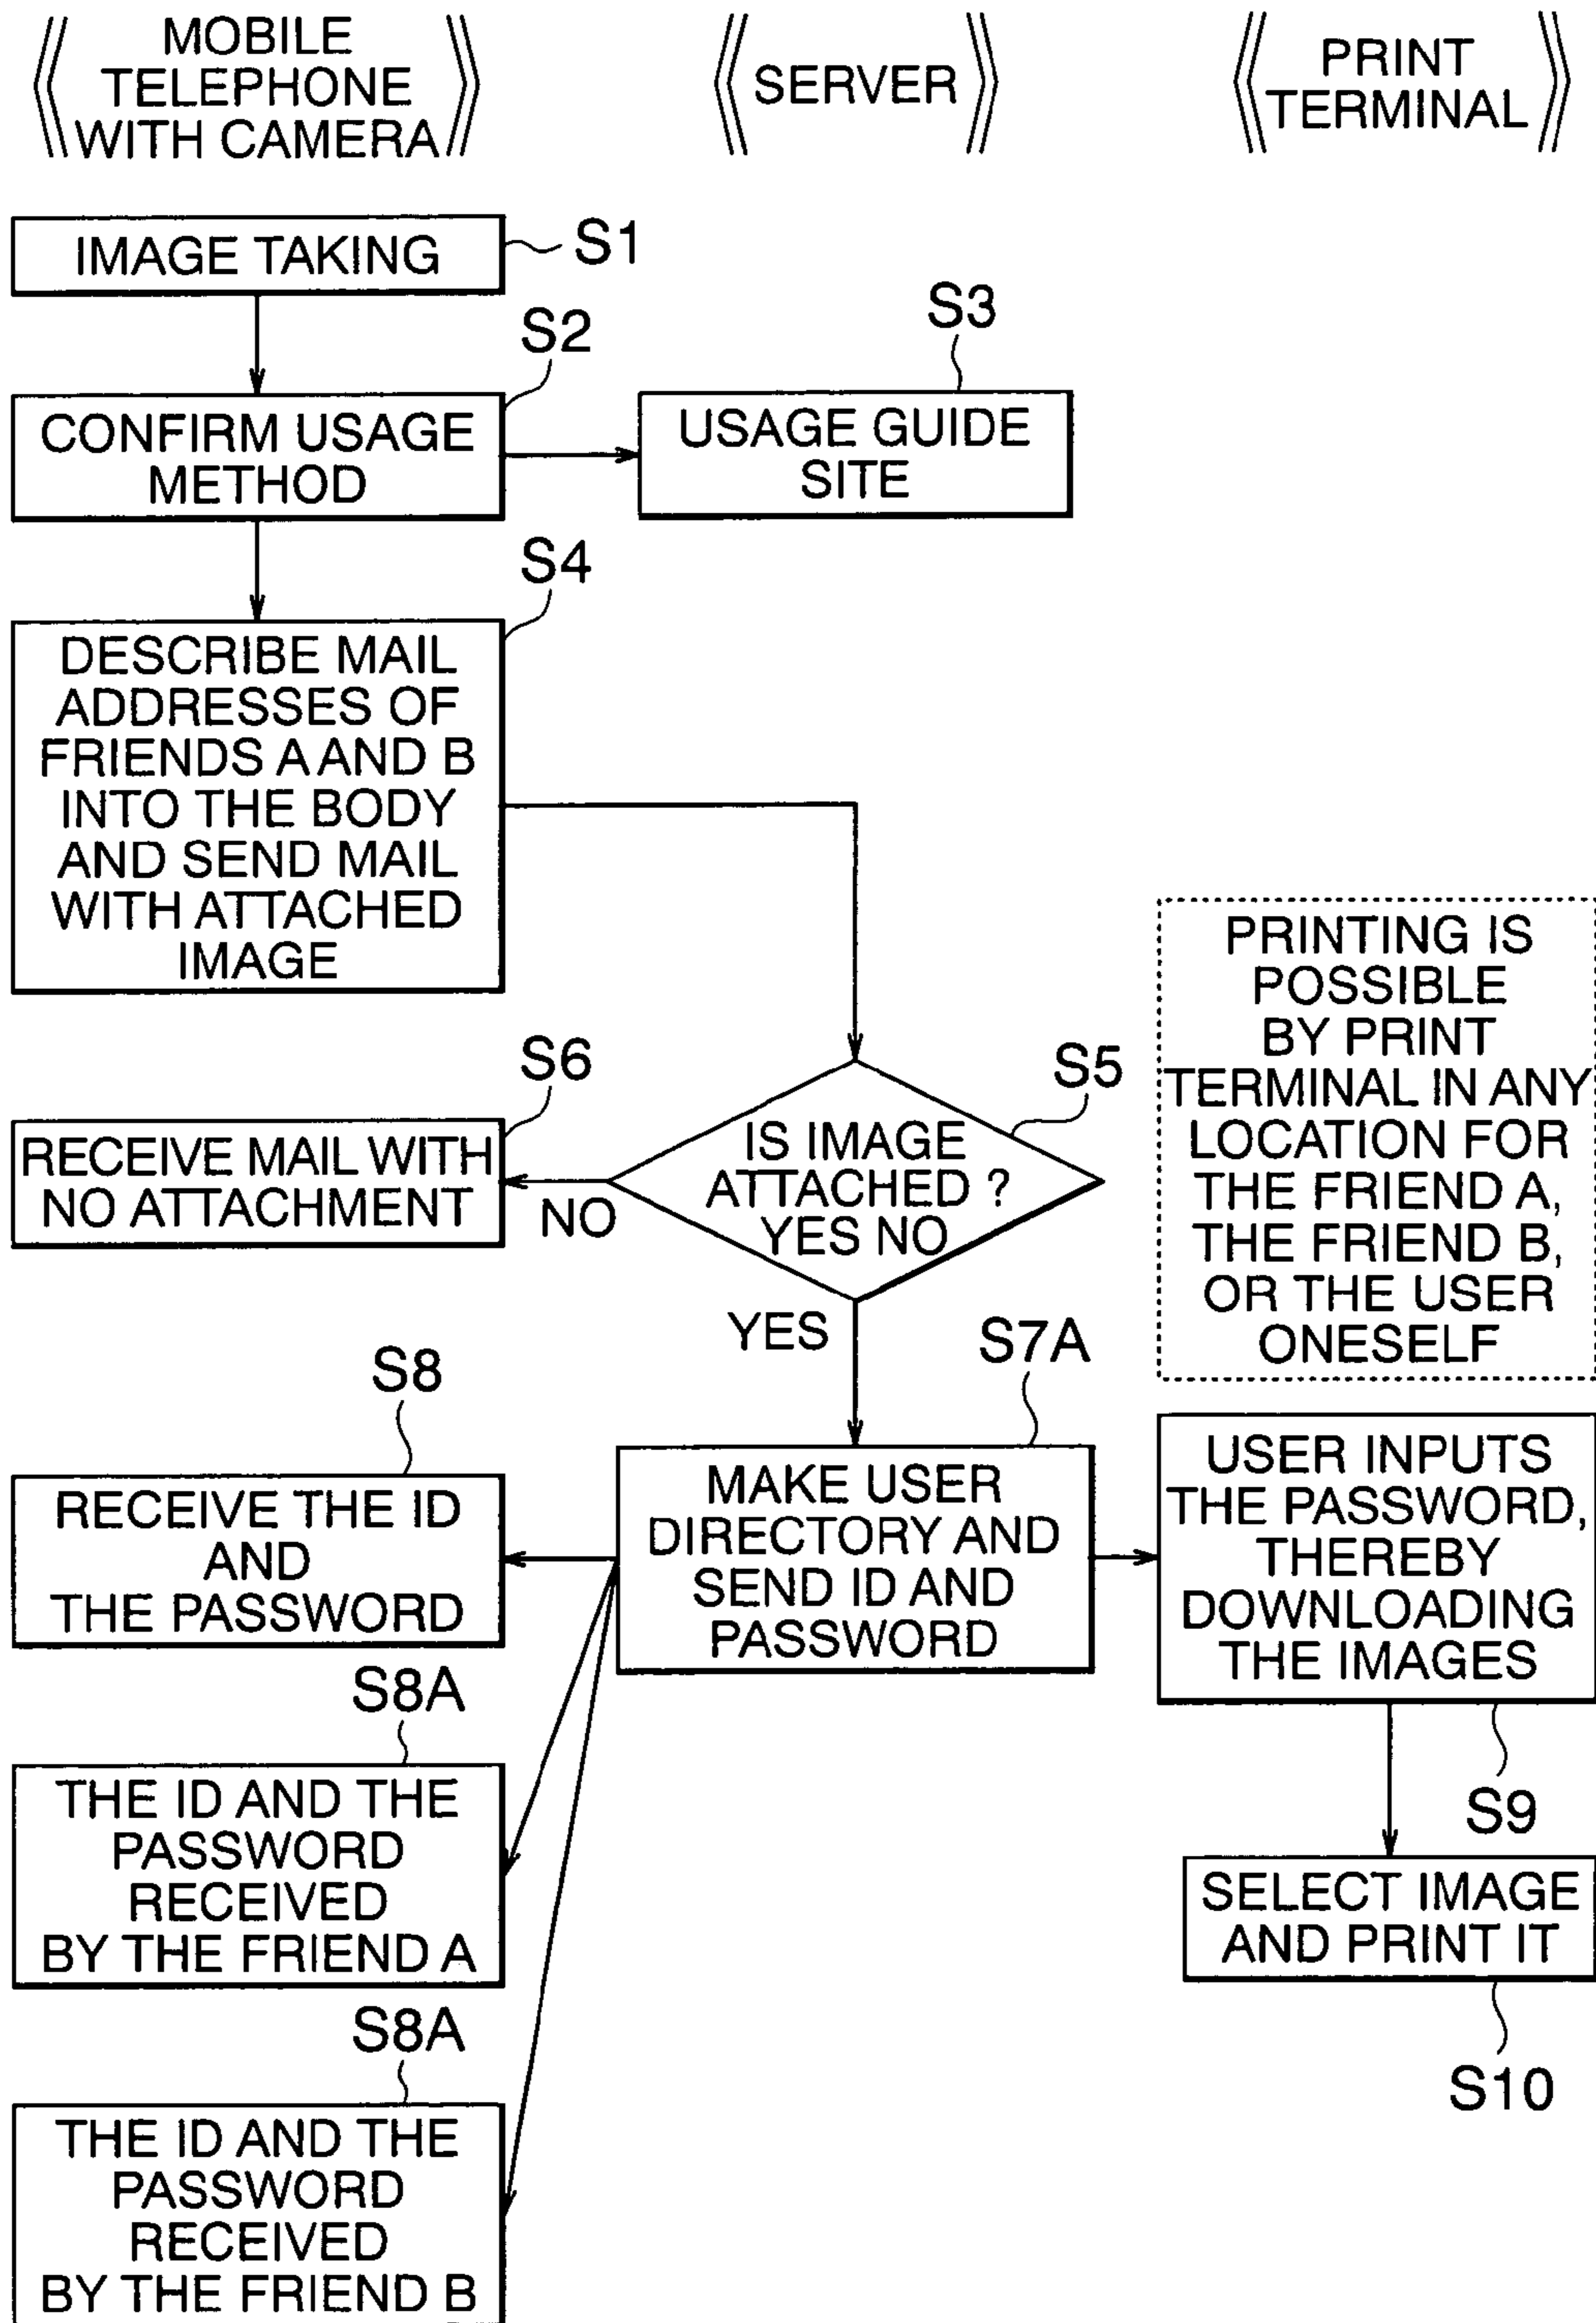 MOBILE
TELEPHONE
WITH CAMERA
SERVER
PRINT
TERMINAL
IMAGE TAKING
S1
S2
CONFIRM USAGE
METHOD
S3
USAGE GUIDE
SITE
S4
DESCRIBE MAIL
ADDRESSES OF
FRIENDS A AND B
INTO THE BODY
AND SEND MAIL
WITH ATTACHED
IMAGE
S5
IS IMAGE
ATTACHED ?
YES NO
NO
YES
S6
RECEIVE MAIL WITH
NO ATTACHMENT
PRINTING IS
POSSIBLE
BY PRINT
TERMINAL IN ANY
LOCATION FOR
THE FRIEND A,
THE FRIEND B,
OR THE USER
ONESELF
S7A
MAKE USER
DIRECTORY AND
SEND ID AND
PASSWORD
S8
RECEIVE THE ID
AND
THE PASSWORD
S8A
THE ID AND THE
PASSWORD
RECEIVED
BY THE FRIEND A
S8A
THE ID AND THE
PASSWORD
RECEIVED
BY THE FRIEND B
USER INPUTS
THE PASSWORD,
THEREBY
DOWNLOADING
THE IMAGES
S9
SELECT IMAGE
AND PRINT IT
S10